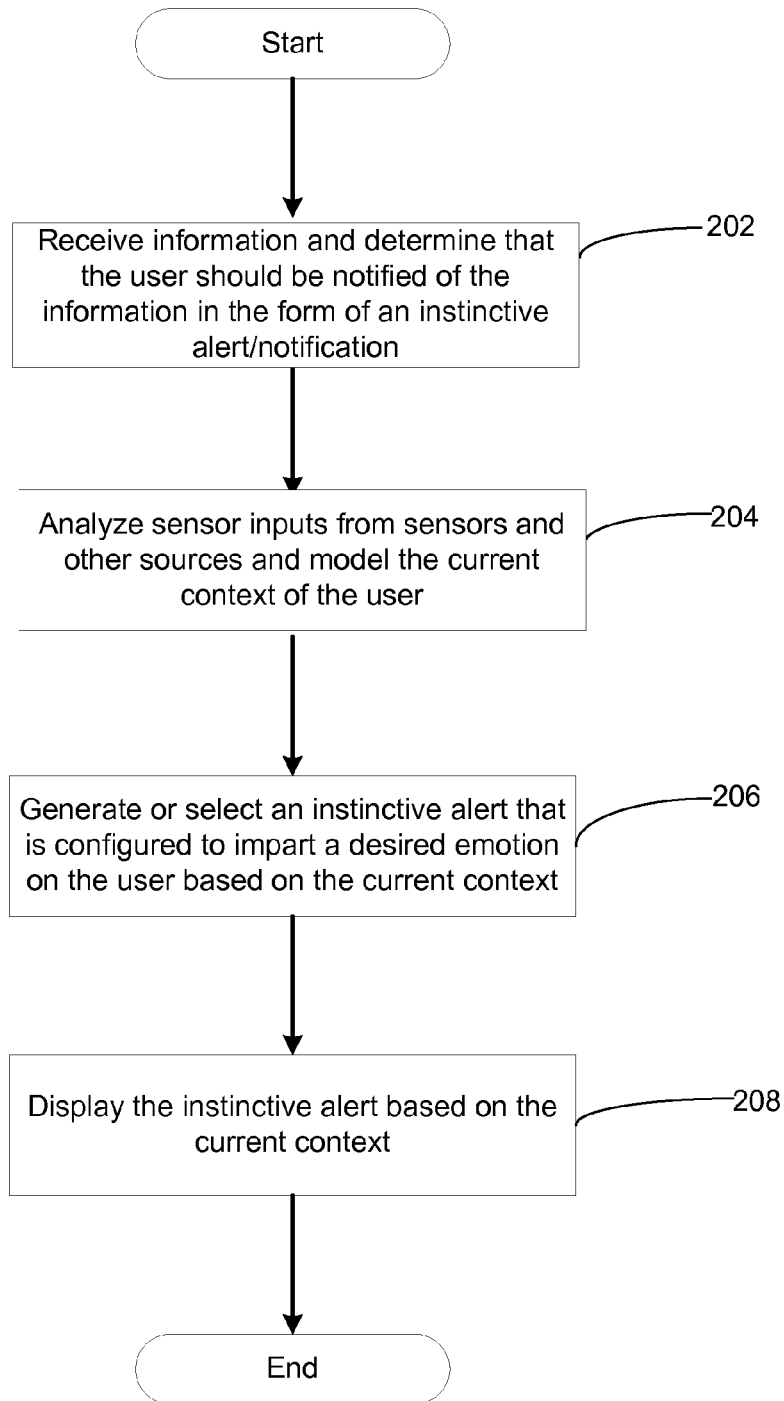 Start
Receive information and determine that
the user should be notified of the
information in the form of an instinctive
alert/notification
202
Analyze sensor inputs from sensors and
other sources and model the current
context of the user
204
Generate or select an instinctive alert that
is configured to impart a desired emotion
on the user based on the current context
206
Display the instinctive alert based on the
current context
208
End